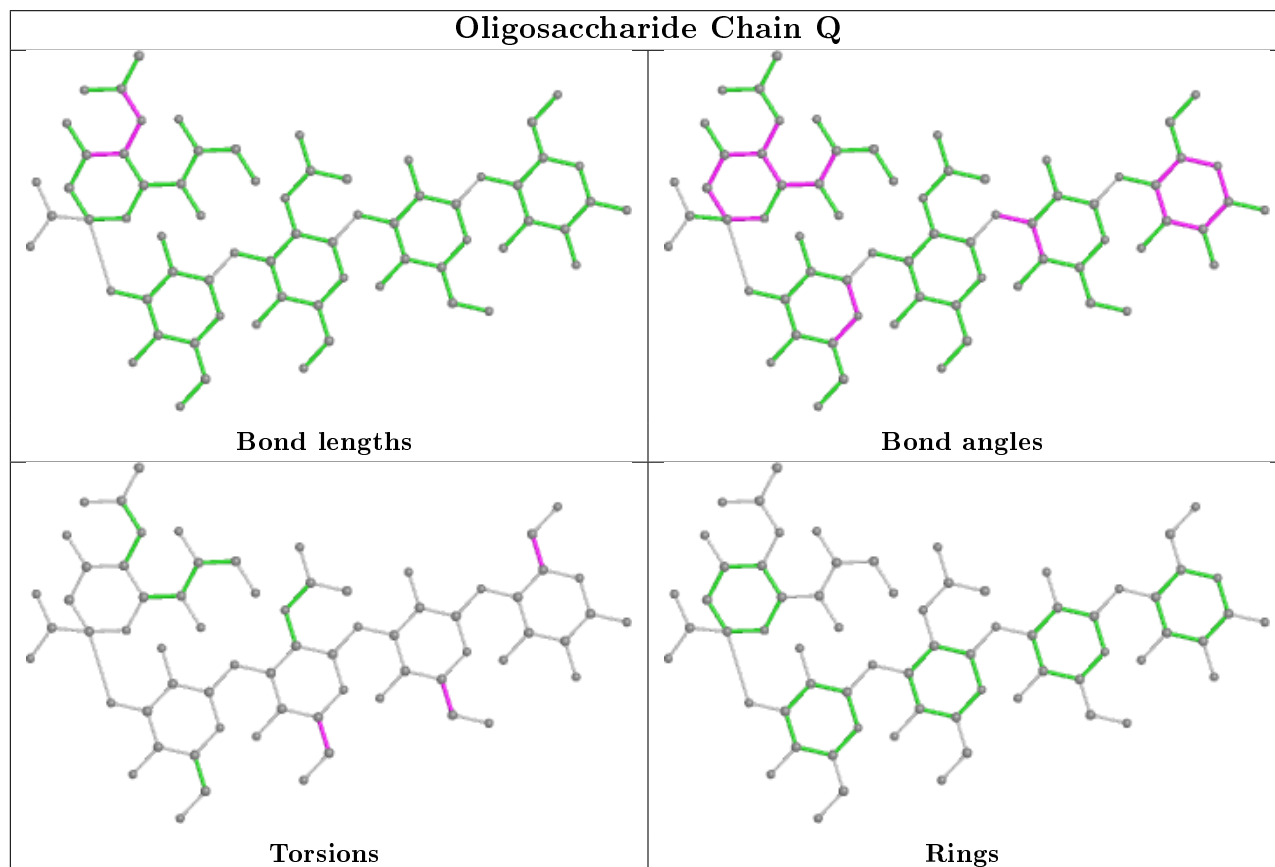 Oligosaccharide Chain Q
Bond lengths
Bond angles
Torsions
Rings